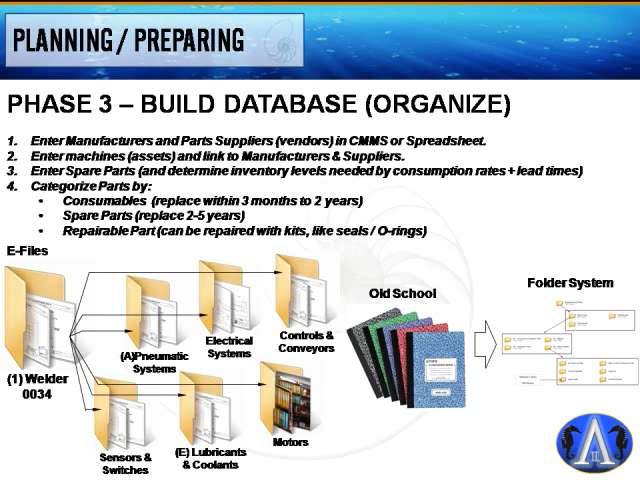 PLANNING / PREPARING
PHASE 3 – BUILD DATABASE (ORGANIZE)
1. Enter Manufacturers and Parts Suppliers (vendors) in CMMS or Spreadsheet.
2. Enter machines (assets) and link to Manufacturers & Suppliers.
3. Enter Spare Parts (and determine inventory levels needed by consumption rates + lead times)
4. Categorize Parts by:
• Consumables (replace within 3 months to 2 years)
• Spare Parts (replace 2-5 years)
• Repairable Part (can be repaired with kits, like seals / O-rings)
E-Files
(1) Welder
0034
(A)Pneumatic
Systems
Electrical
Systems
Controls &
Conveyors
Sensors &
Switches
(E) Lubricants
& Coolants
Motors
Old School
Folder System